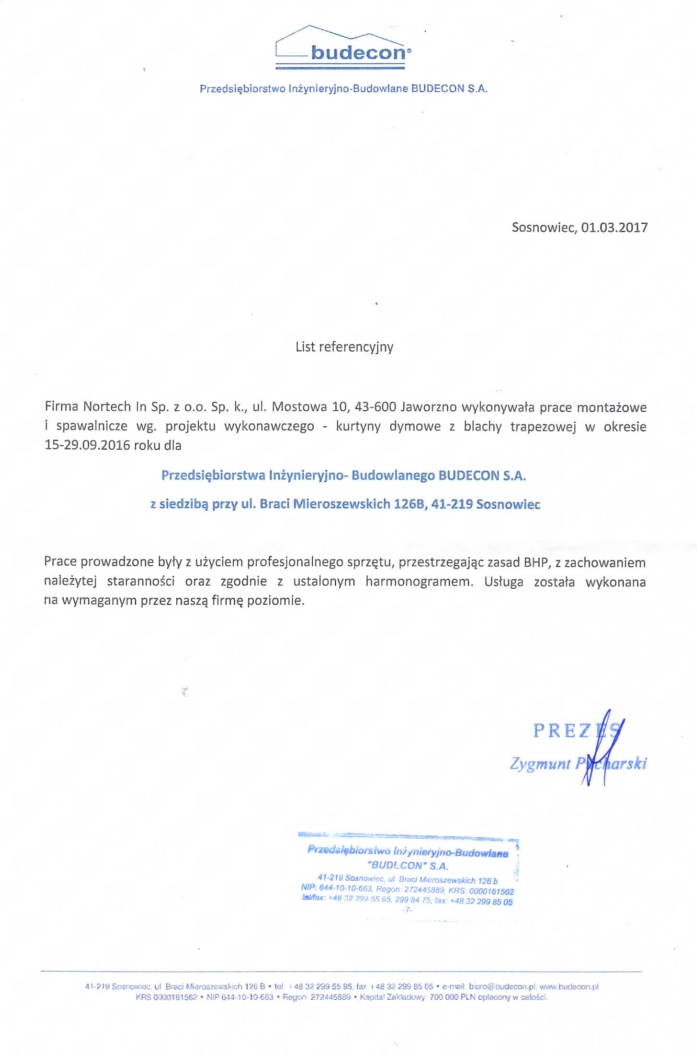 budecon®
Przedsiębiorstwo Inżynieryjno-Budowlane BUDECON S.A.
Sosnowiec, 01.03.2017
List referencyjny
Firma Nortech In Sp. z o.o. Sp. k., ul. Mostowa 10, 43-600 Jaworzno wykonywała prace montażowe
i spawalnicze wg. projektu wykonawczego - kurtyny dymowe z blachy trapezowej w okresie
15-29.09.2016 roku dla
Przedsiębiorstwa Inżynieryjno- Budowlanego BUDECON S.A.
z siedzibą przy ul. Braci Mieroszewskich 126B, 41-219 Sosnowiec
Prace prowadzone były z użyciem profesjonalnego sprzętu, przestrzegając zasad BHP, z zachowaniem
należytej staranności oraz zgodnie z ustalonym harmonogramem. Usługa została wykonana
na wymaganym przez naszą firmę poziomie.
PREZES
Zygmunt
Przedsiębiorstwo Inżynieryjno-Budowlane
"BUDECON" S.A.
41-219 Sosnowiec, ul. Braci Mieroszewskich 126 b
NIP: 644-10-10-663, Regon: 272445889, KRS: 0000161562
tel/fax: +48 32 299 55 95, 299 84 75, fax: +48 32 299 85 05
-7-
41-219 Sosnowiec, ul. Braci Mieroszewskich 126 B • tel. +48 32 299 55 95, fax +48 32 299 85 05 • e-mail: biuro@budecon.pl, www.budecon.pl
KRS 0000161562 • NIP 644-10-10-663 • Regon: 272445889 • Kapitał Zakładowy: 700 000 PLN opłacony w całości.